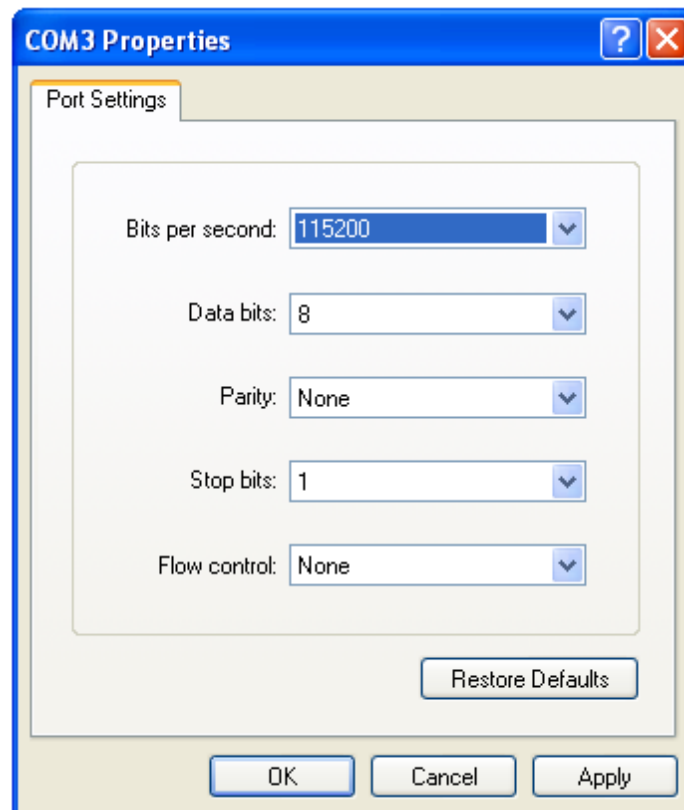 COM3 Properties
Port Settings
Bits per second: 115200
Data bits: 8
Parity: None
Stop bits: 1
Flow control: None
Restore Defaults
OK Cancel Apply